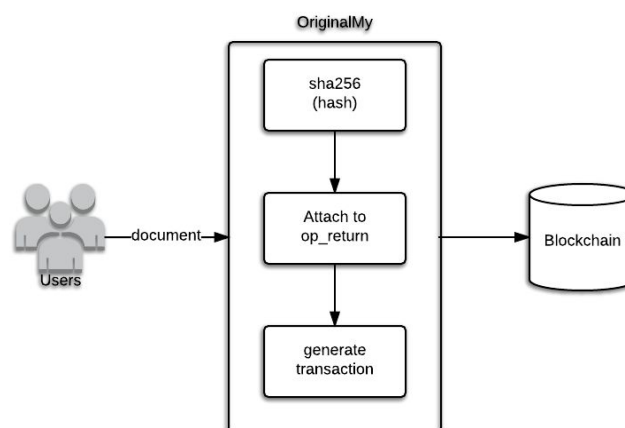 OriginalMy
sha256
(hash)
Users
document
Attach to
op_return
Blockchain
generate
transaction